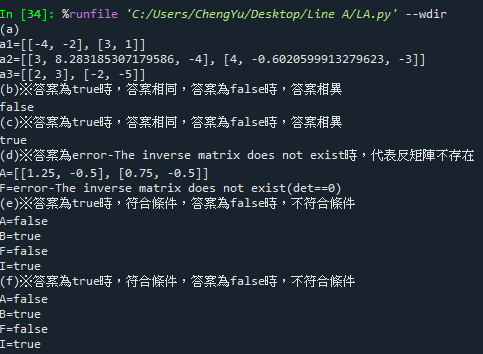 In [34]: %runfile 'C:/Users/ChengYu/Desktop/Line A/LA.py' --wdir
(a)
a1=[[-4, -2], [3, 1]]
a2=[[3, 8.283185307179586, -4], [4, -0.6020599913279623, -3]]
a3=[[2, 3], [-2, -5]]
(b)※答案為true時，答案相同，答案為false時，答案相異
false
(c)※答案為true時，答案相同，答案為false時，答案相異
true
(d)※答案為error-The inverse matrix does not exist時，代表反矩陣不存在
A=[[1.25, -0.5], [0.75, -0.5]]
F=error-The inverse matrix does not exist(det==0)
(e)※答案為true時，符合條件，答案為false時，不符合條件
A=false
B=true
F=false
I=true
(f)※答案為true時，符合條件，答案為false時，不符合條件
A=false
B=true
F=false
I=true